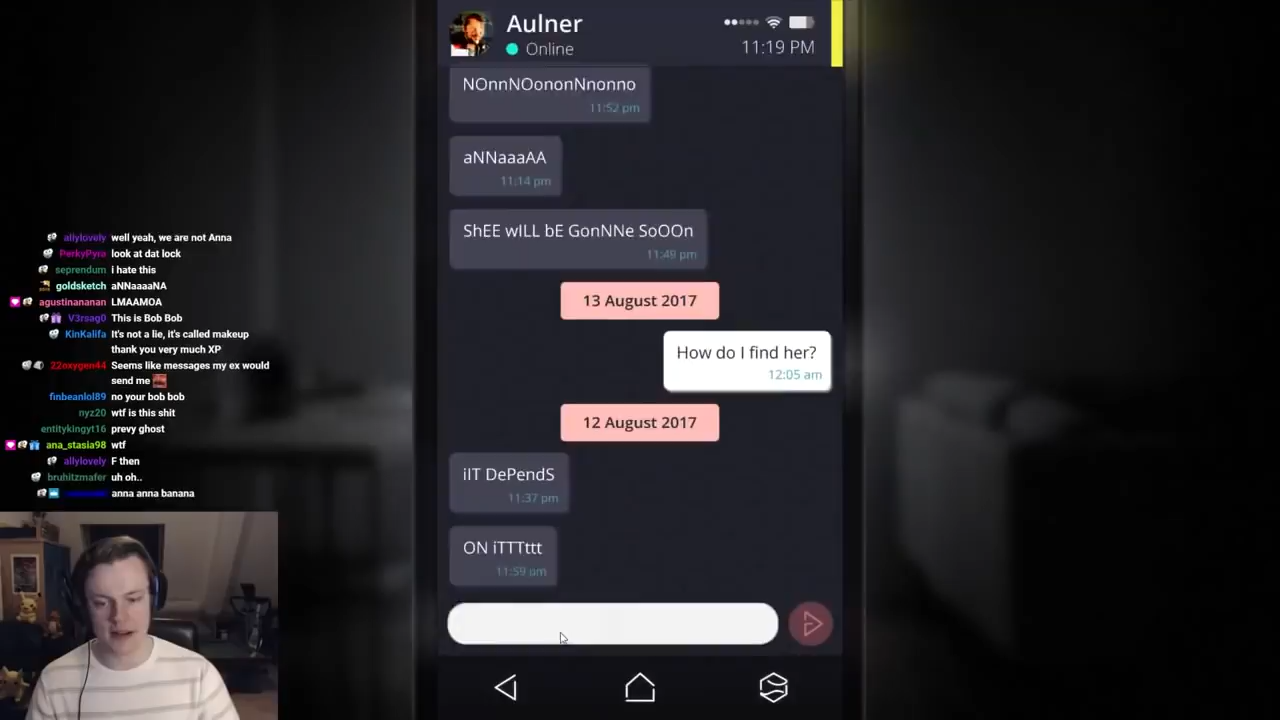 Aulner
Online
11:19 PM
NOnnNOononNnonno
11:52 pm
aNNaaaAA
11:14 pm
ShEE wILL bE GonNNe SoOOn
11:49 pm
13 August 2017
How do I find her?
12:05 am
12 August 2017
iIT DePendS
11:37 pm
ON iTTTttt
11:59 pm
allylovely well yeah, we are not Anna
PerkyPyro look at dat lock
seprendum i hate this
goldsketch aNNaaaaNA
agustinananan LMAAMOA
V3rsag0 This is Bob Bob
KinKalifa It's not a lie, it's called makeup
thank you very much XP
22oxygen44 Seems like messages my ex would
send me
finbeanlol89 no your bob bob
nyz20 wtf is this shit
entitykingyt16 prevy ghost
ana_stasia98 wtf
allylovely F then
bruhitzmafer uh oh..
anna anna banana